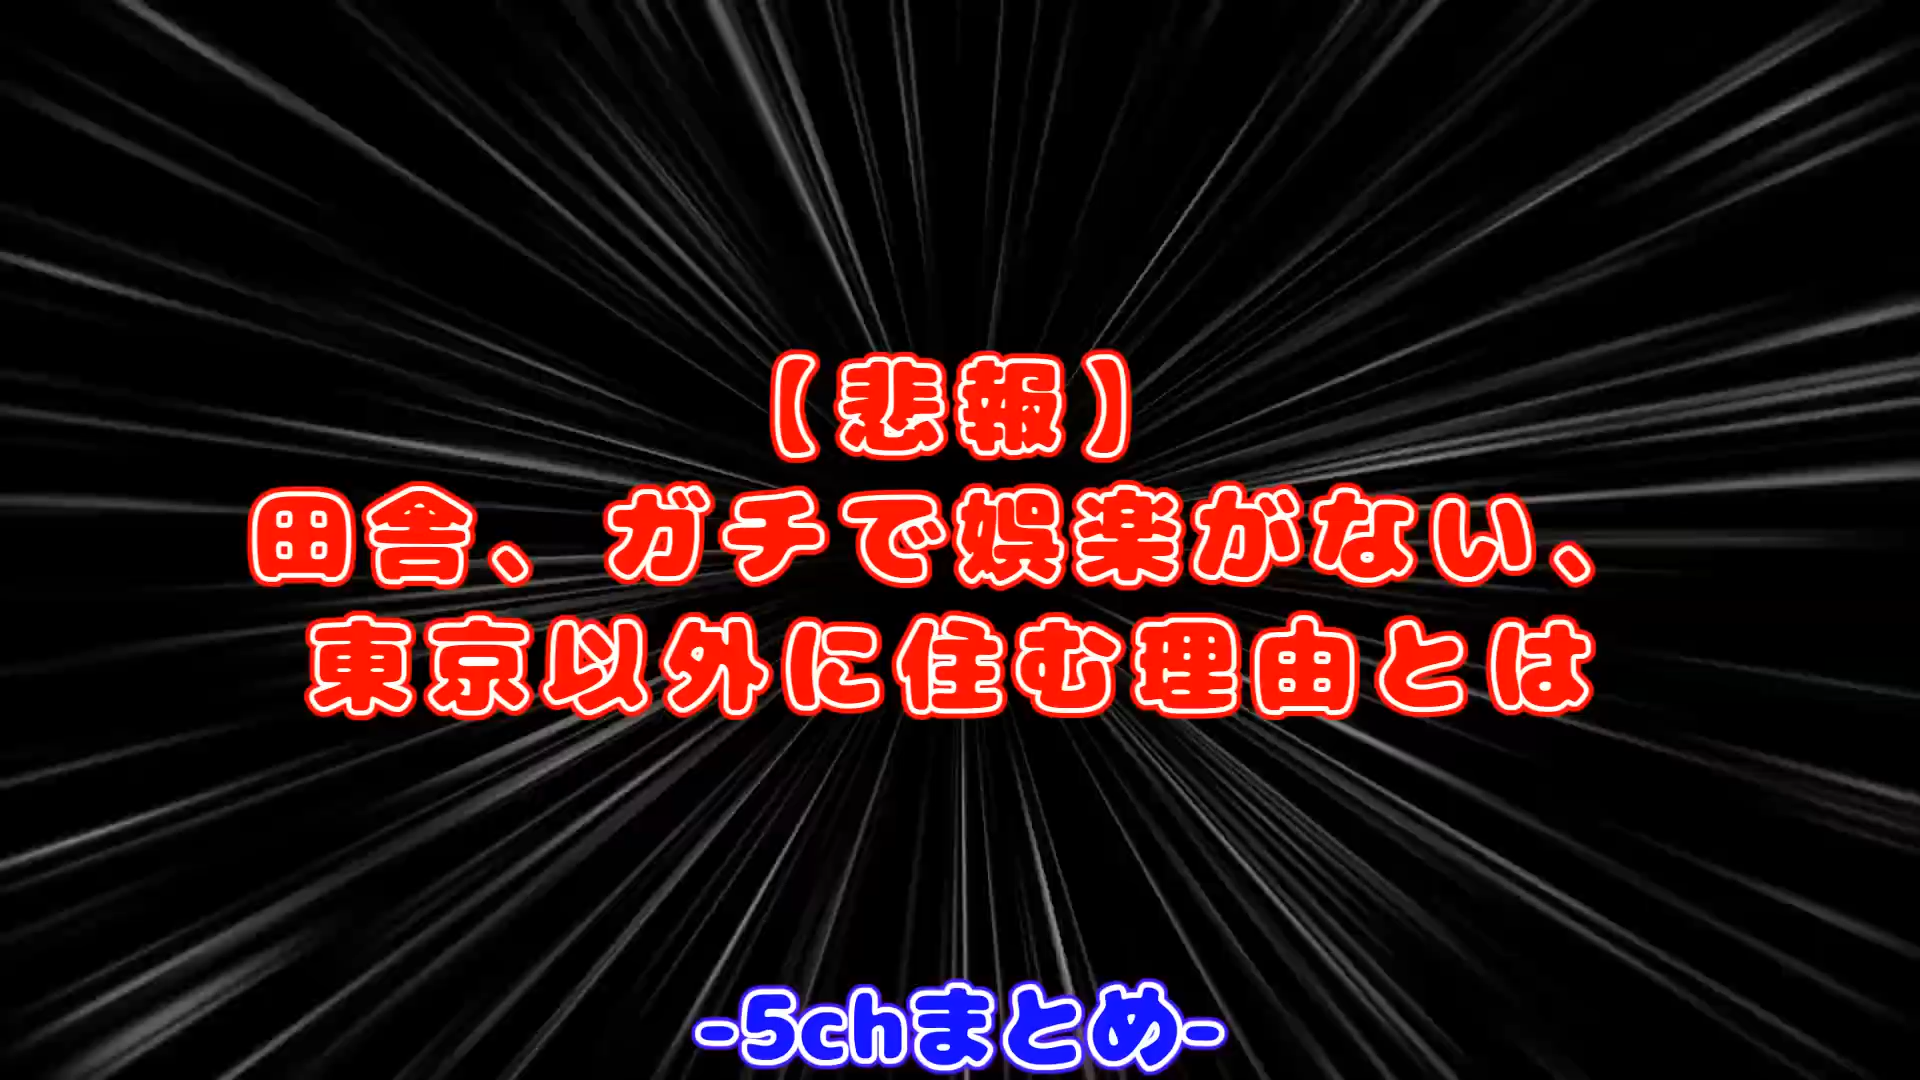 【悲報】
田舎、ガチで娯楽がない、
東京以外に住む理由とは
-5chまとめ-